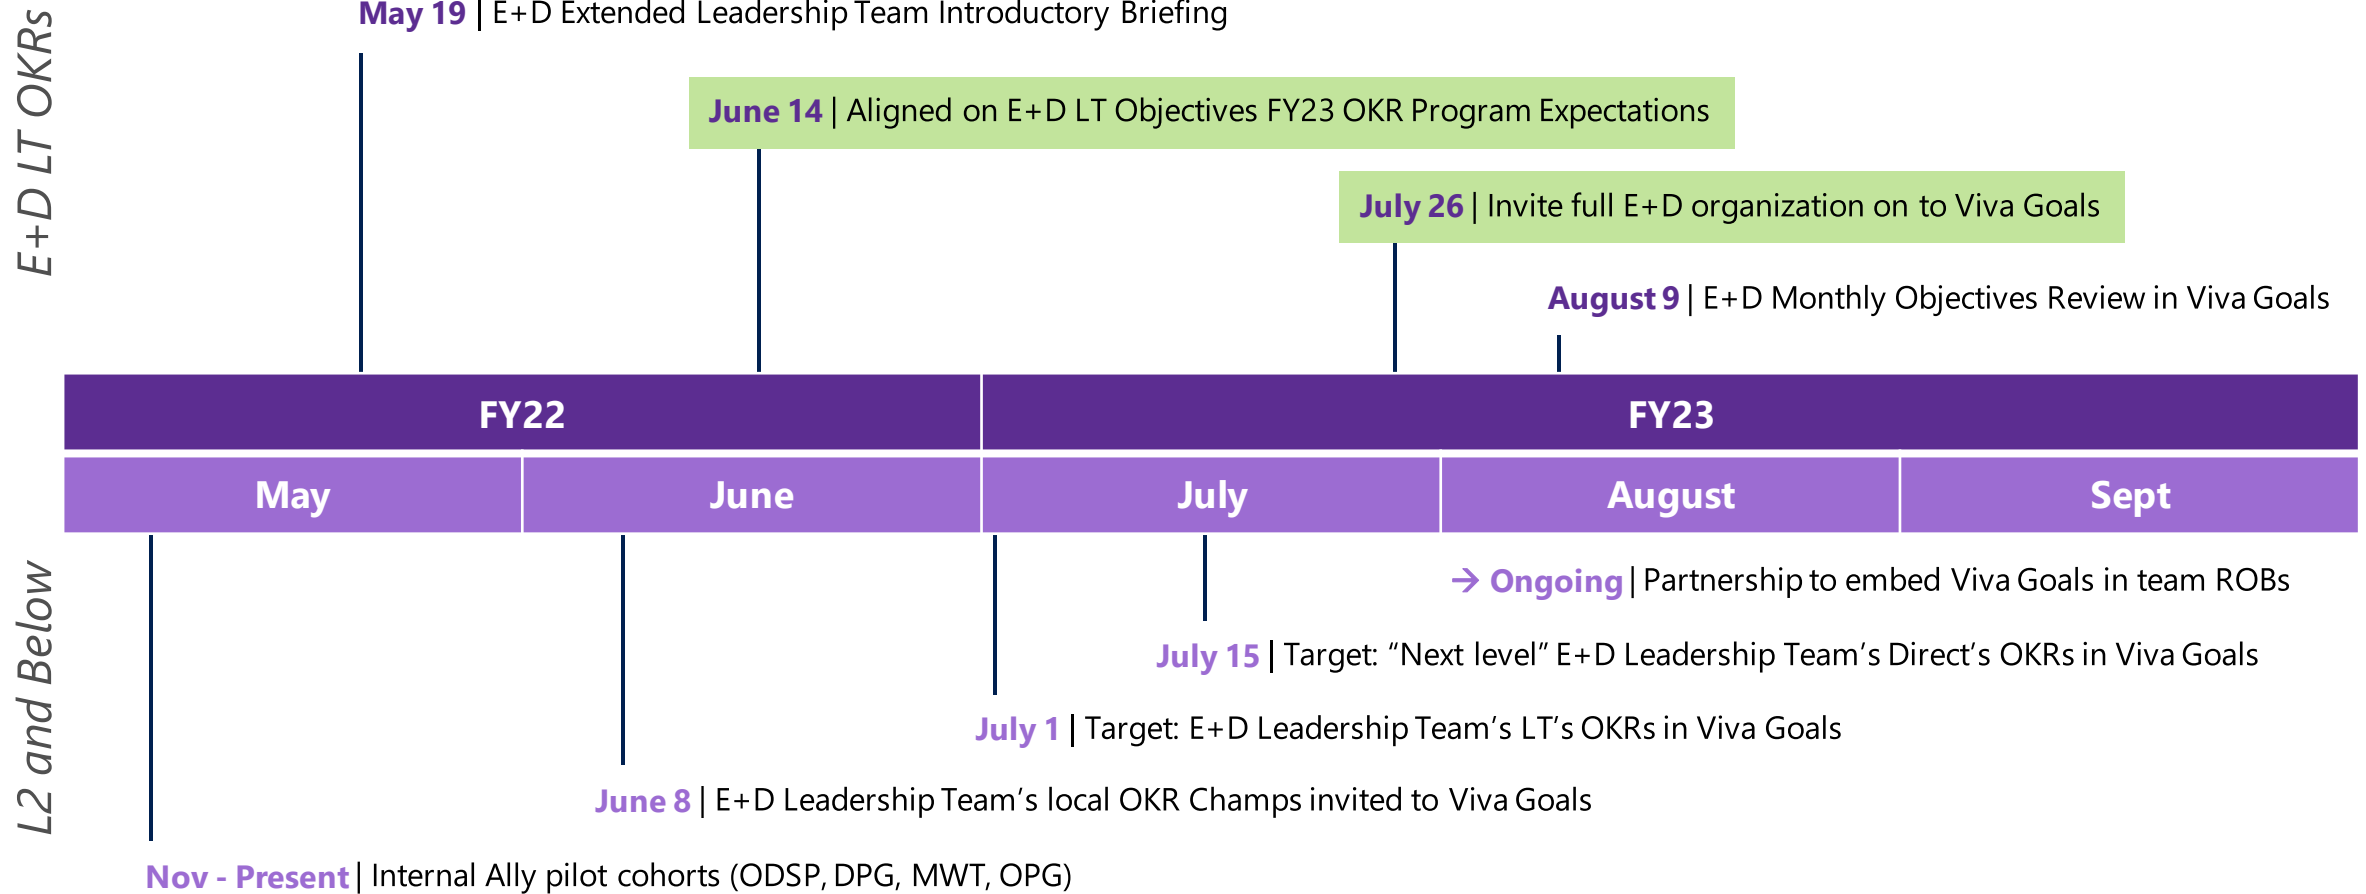 E+D LT OKRs
May 19 | E+D Extended Leadership Team Introductory Briefing
June 14 | Aligned on E+D LT Objectives FY23 OKR Program Expectations
July 26 | Invite full E+D organization on to Viva Goals
August 9 | E+D Monthly Objectives Review in Viva Goals
FY22
FY23
May
June
July
August
Sept
L2 and Below
→ Ongoing | Partnership to embed Viva Goals in team ROBs
July 15 | Target: “Next level” E+D Leadership Team’s Direct’s OKRs in Viva Goals
July 1 | Target: E+D Leadership Team’s LT’s OKRs in Viva Goals
June 8 | E+D Leadership Team’s local OKR Champs invited to Viva Goals
Nov - Present | Internal Ally pilot cohorts (ODSP, DPG, MWT, OPG)